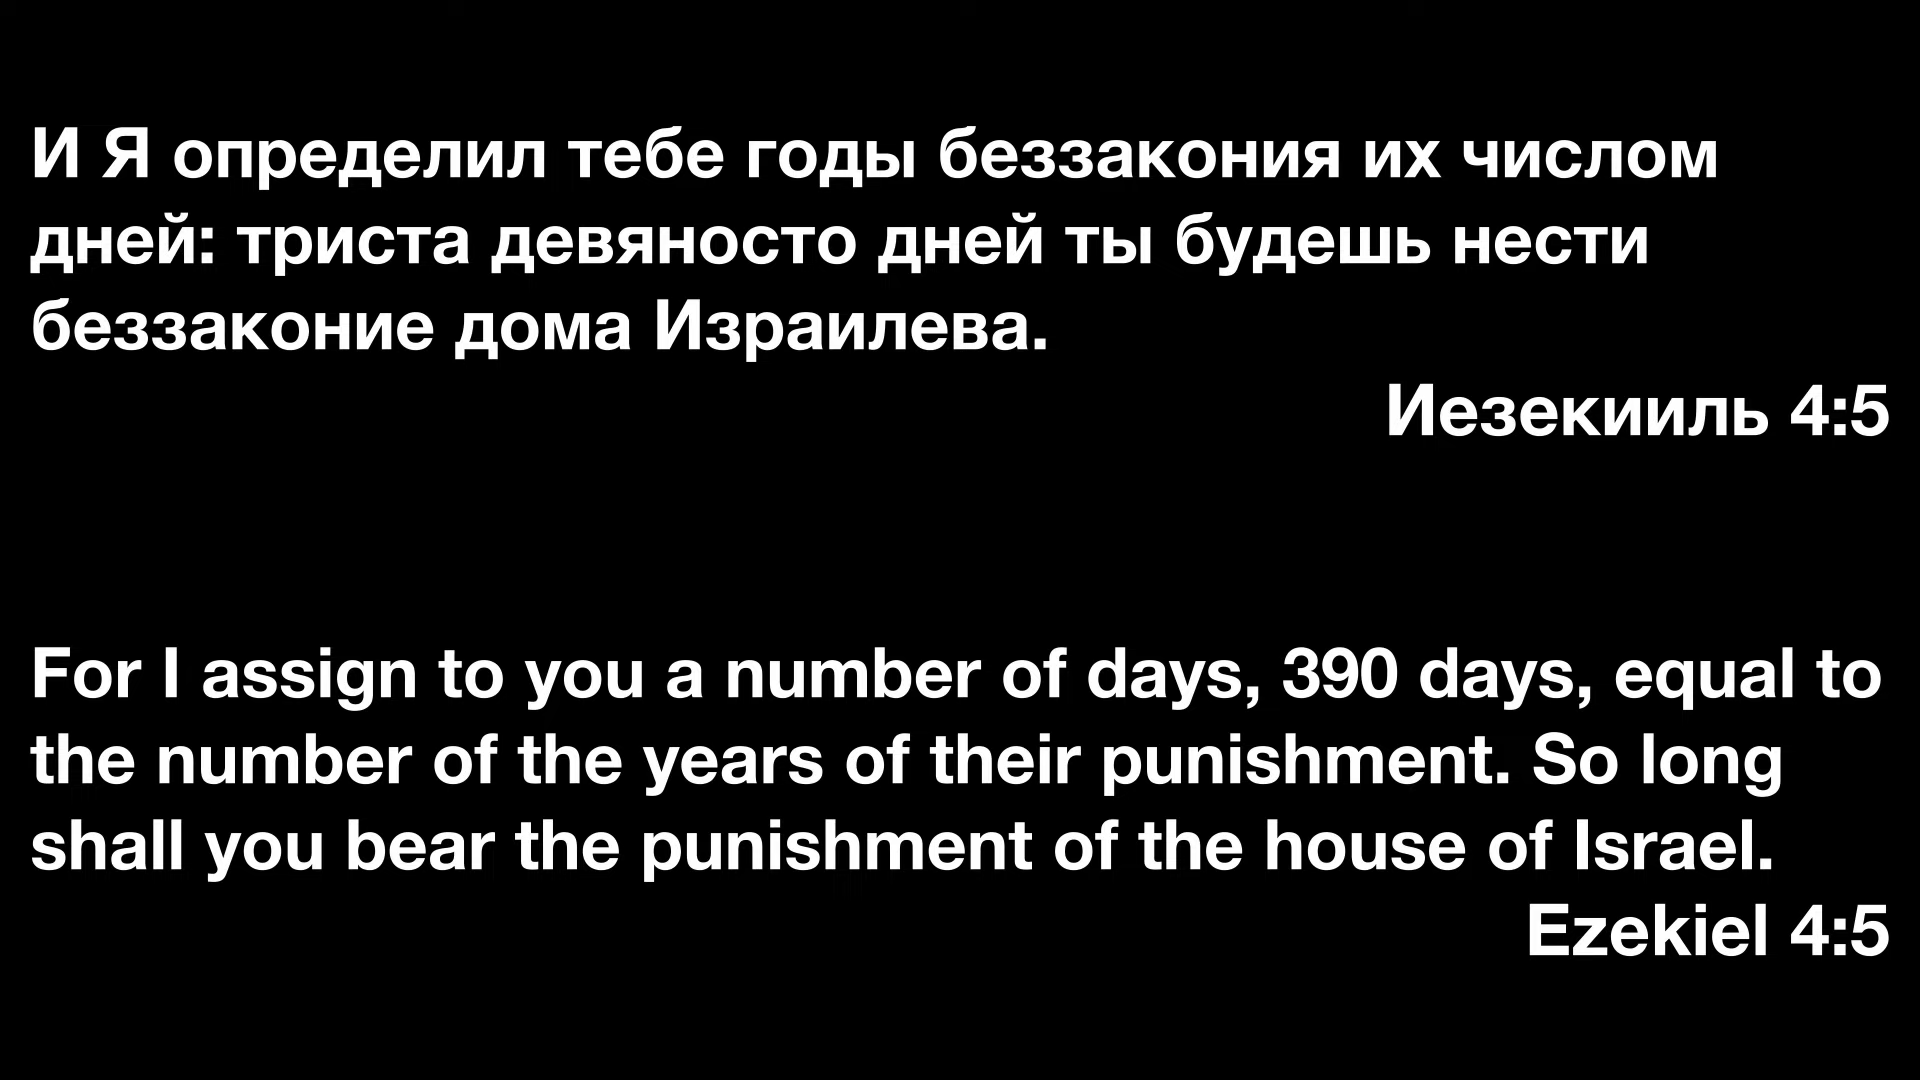 И Я определил тебе годы беззакония их числом
дней: триста девяносто дней ты будешь нести
беззаконие дома Израилева.
Иезекииль 4:5
For I assign to you a number of days, 390 days, equal to
the number of the years of their punishment. So long
shall you bear the punishment of the house of Israel.
Ezekiel 4:5